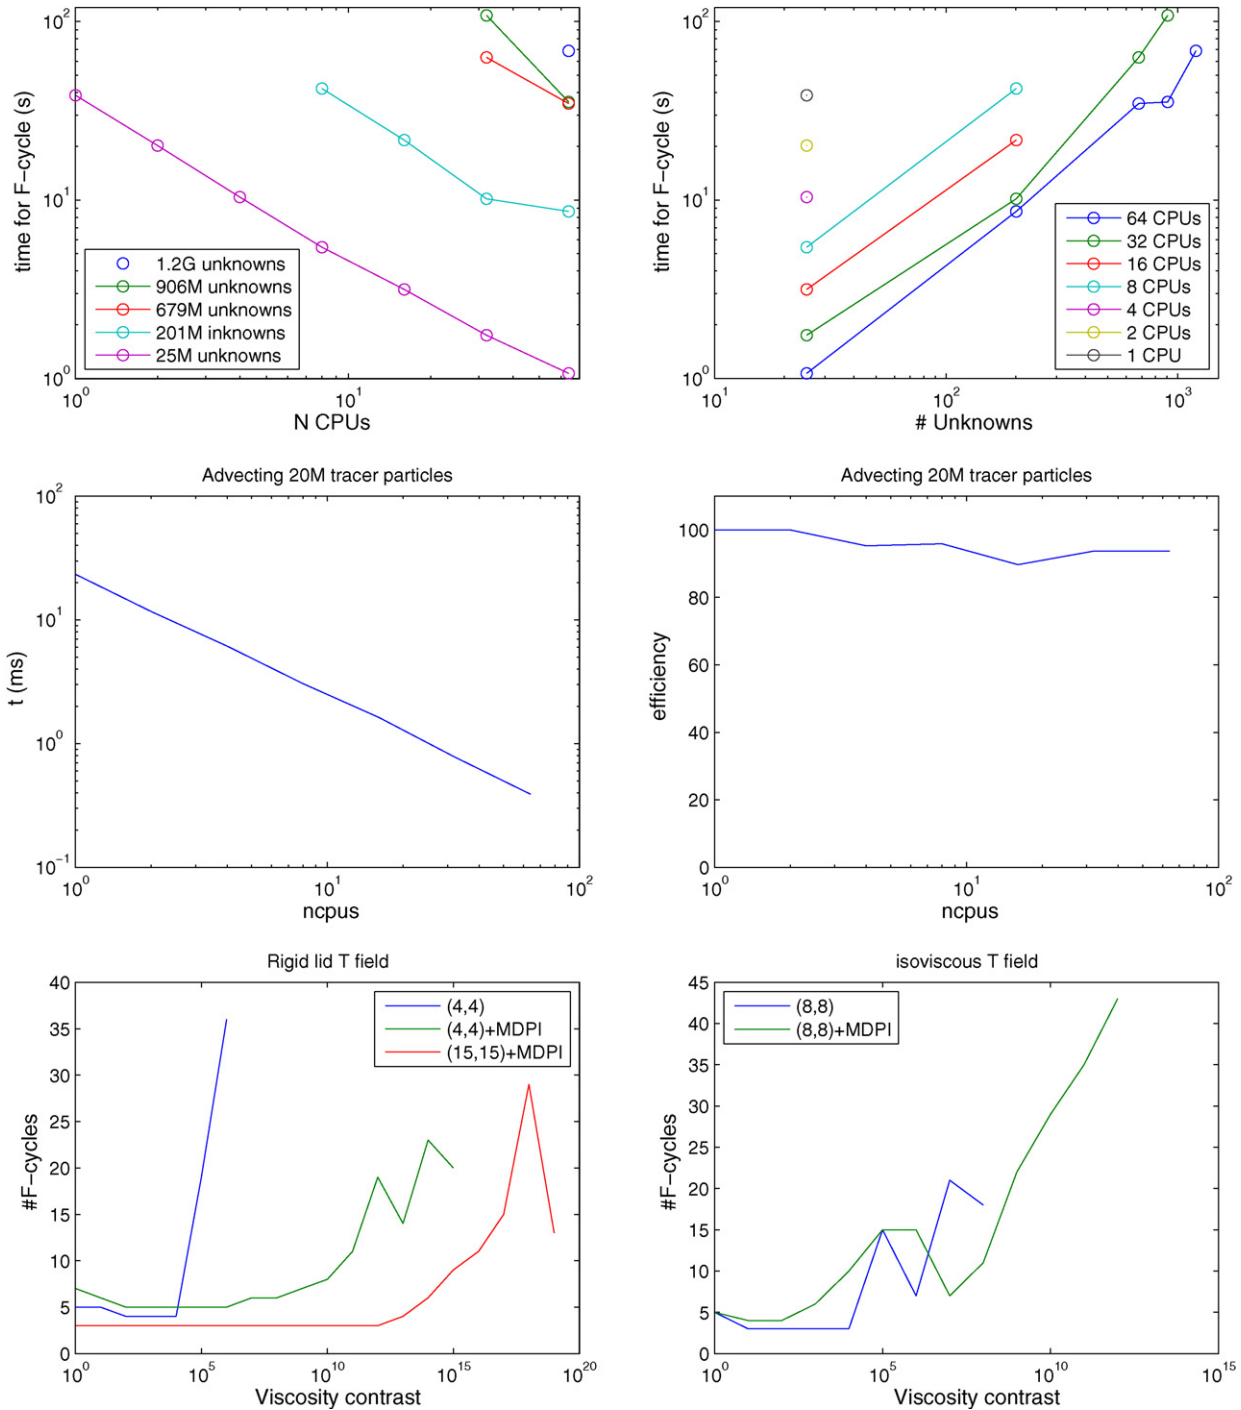 10²
10¹
10⁰
time for F-cycle (s)
10⁰
10¹
N CPUs
1.2G unknowns
906M unknowns
679M unknowns
201M inknowns
25M unknowns
10²
10¹
10⁰
time for F-cycle (s)
10¹
10²
10³
# Unknowns
64 CPUs
32 CPUs
16 CPUs
8 CPUs
4 CPUs
2 CPUs
1 CPU
Advecting 20M tracer particles
10²
10¹
10⁰
10⁻¹
t (ms)
10⁰
10¹
10²
ncpus
Advecting 20M tracer particles
100
80
60
40
20
0
efficiency
10⁰
10¹
10²
ncpus
Rigid lid T field
40
35
30
25
20
15
10
5
0
#F-cycles
(4,4)
(4,4)+MDPI
(15,15)+MDPI
10⁰
10⁵
10¹⁰
10¹⁵
10²⁰
Viscosity contrast
isoviscous T field
45
40
35
30
25
20
15
10
5
0
#F-cycles
(8,8)
(8,8)+MDPI
10⁰
10⁵
10¹⁰
10¹⁵
Viscosity contrast